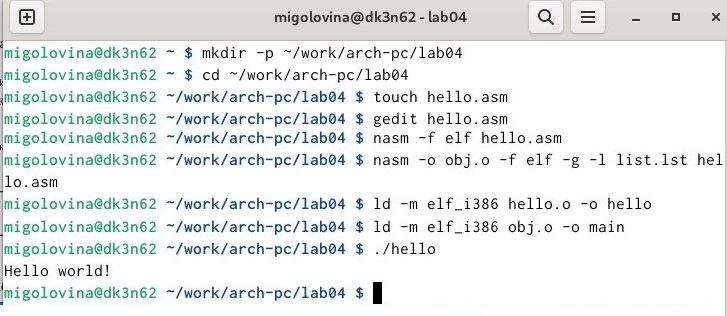 migolovina@dk3n62 - lab04
migolovina@dk3n62 ~ $ mkdir -p ~/work/arch-pc/lab04
migolovina@dk3n62 ~ $ cd ~/work/arch-pc/lab04
migolovina@dk3n62 ~/work/arch-pc/lab04 $ touch hello.asm
migolovina@dk3n62 ~/work/arch-pc/lab04 $ gedit hello.asm
migolovina@dk3n62 ~/work/arch-pc/lab04 $ nasm -f elf hello.asm
migolovina@dk3n62 ~/work/arch-pc/lab04 $ nasm -o obj.o -f elf -g -l list.lst hel
lo.asm
migolovina@dk3n62 ~/work/arch-pc/lab04 $ ld -m elf_i386 hello.o -o hello
migolovina@dk3n62 ~/work/arch-pc/lab04 $ ld -m elf_i386 obj.o -o main
migolovina@dk3n62 ~/work/arch-pc/lab04 $ ./hello
Hello world!
migolovina@dk3n62 ~/work/arch-pc/lab04 $